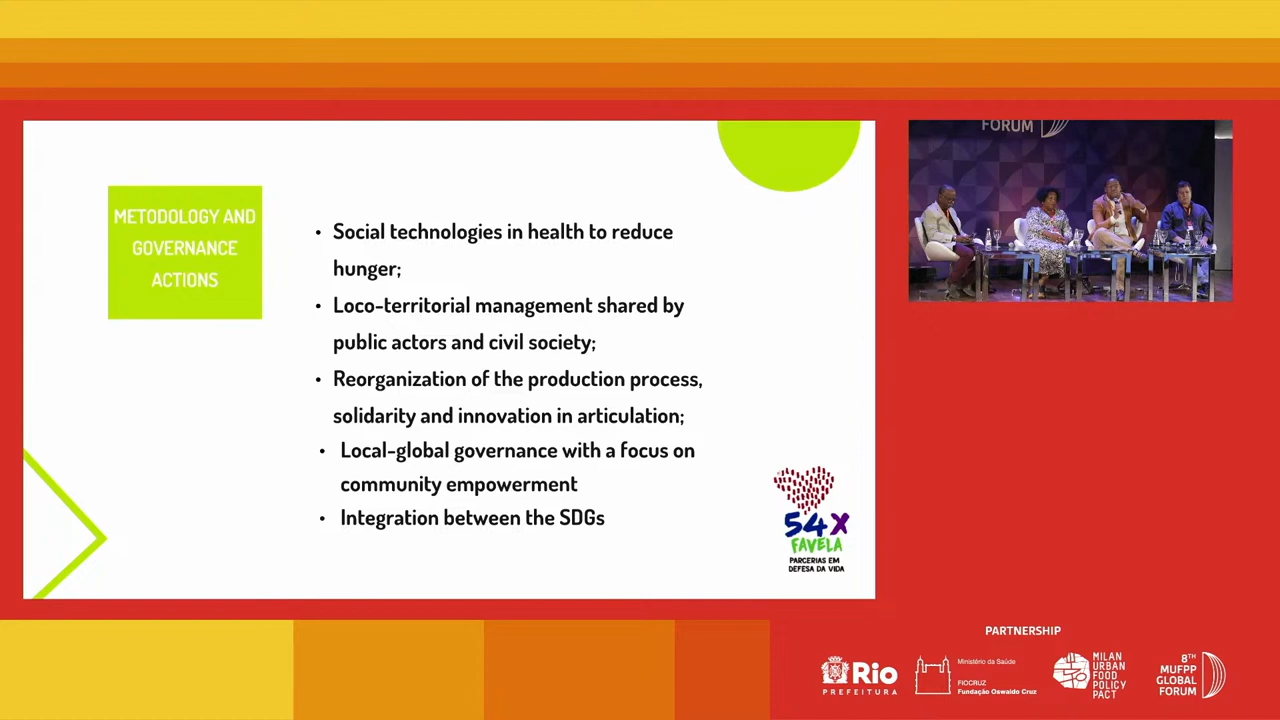 METODOLOGY AND
GOVERNANCE
ACTIONS
• Social technologies in health to reduce
hunger;
• Loco-territorial management shared by
public actors and civil society;
• Reorganization of the production process,
solidarity and innovation in articulation;
• Local-global governance with a focus on
community empowerment
• Integration between the SDGs
54X
FAVELA
PARCERIAS EM
DEFESA DA VIDA
FORUM
PARTNERSHIP
Rio
PREFEITURA
Ministério da Saúde
FIOCRUZ
Fundação Oswaldo Cruz
MILAN
URBAN
FOOD
POLICY
PACT
8TH
MUFPP
GLOBAL
FORUM